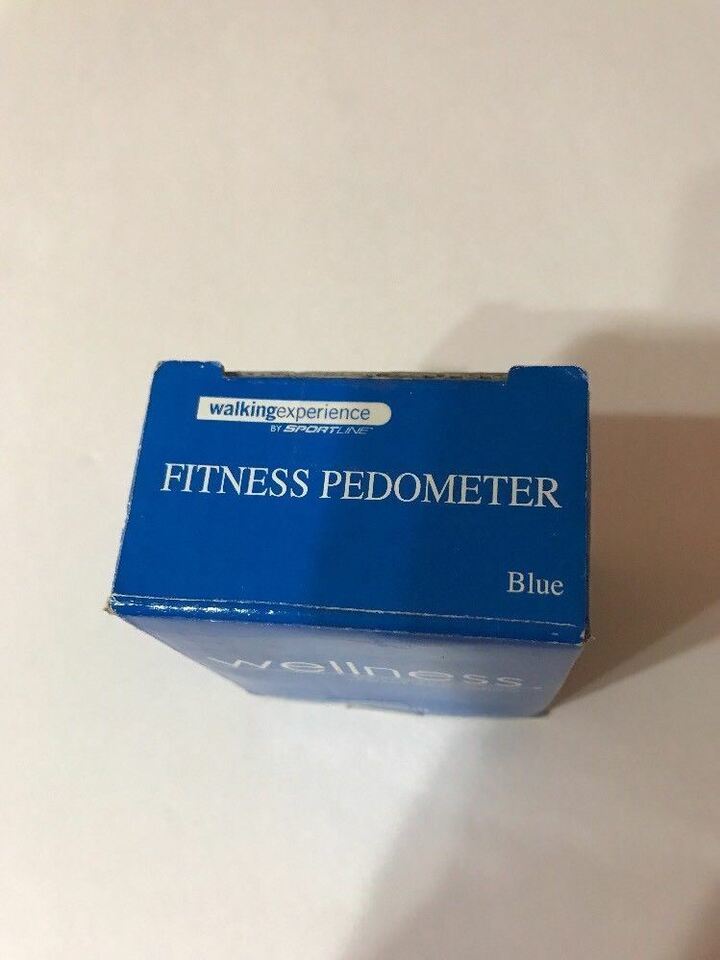 walkingexperience
BY SPORTLINE
FITNESS PEDOMETER
Blue
wellness